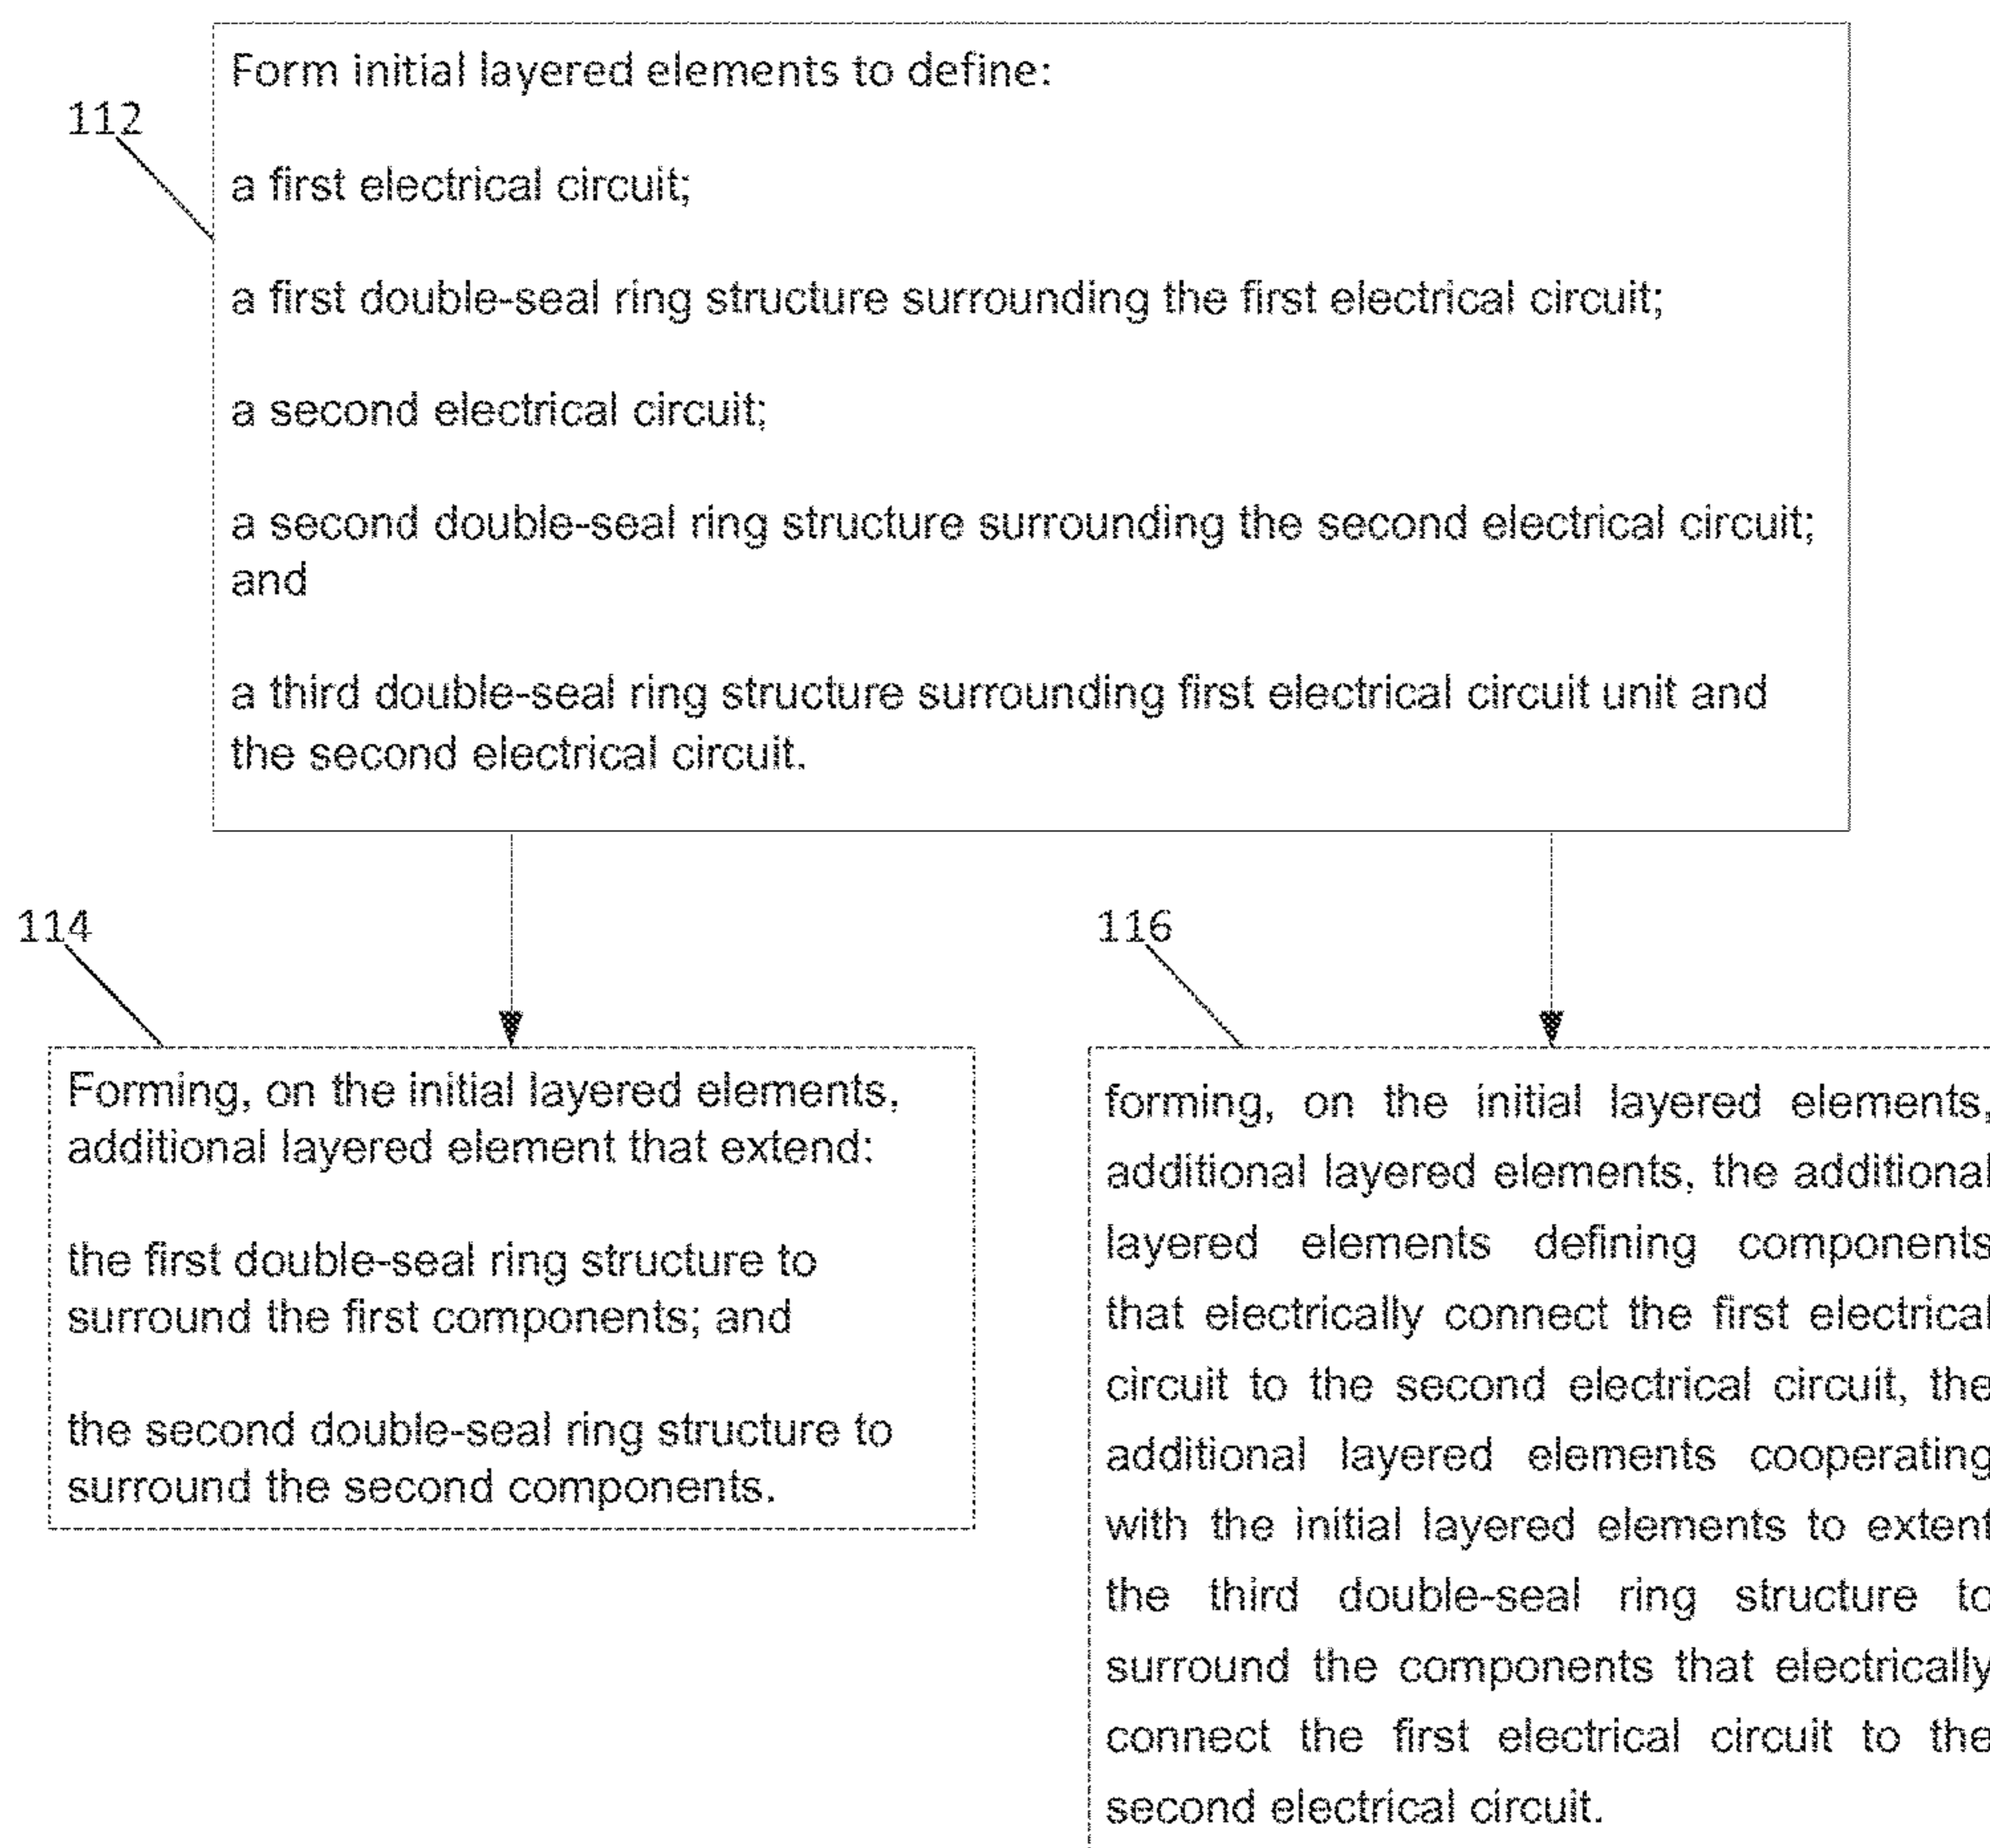 Form initial layered elements to define:
112
a first electrical circuit;
a first double-seal ring structure surrounding the first electrical circuit;
a second electrical circuit;
a second double-seal ring structure surrounding the second electrical circuit;
and
a third double-seal ring structure surrounding first electrical circuit unit and
the second electrical circuit.
114
Forming, on the initial layered elements,
additional layered element that extend:
the first double-seal ring structure to
surround the first components; and
the second double-seal ring structure to
surround the second components.
116
forming, on the initial layered elements,
additional layered elements, the additional
layered elements defining components
that electrically connect the first electrical
circuit to the second electrical circuit, the
additional layered elements cooperating
with the initial layered elements to extent
the third double-seal ring structure to
surround the components that electrically
connect the first electrical circuit to the
second electrical circuit.